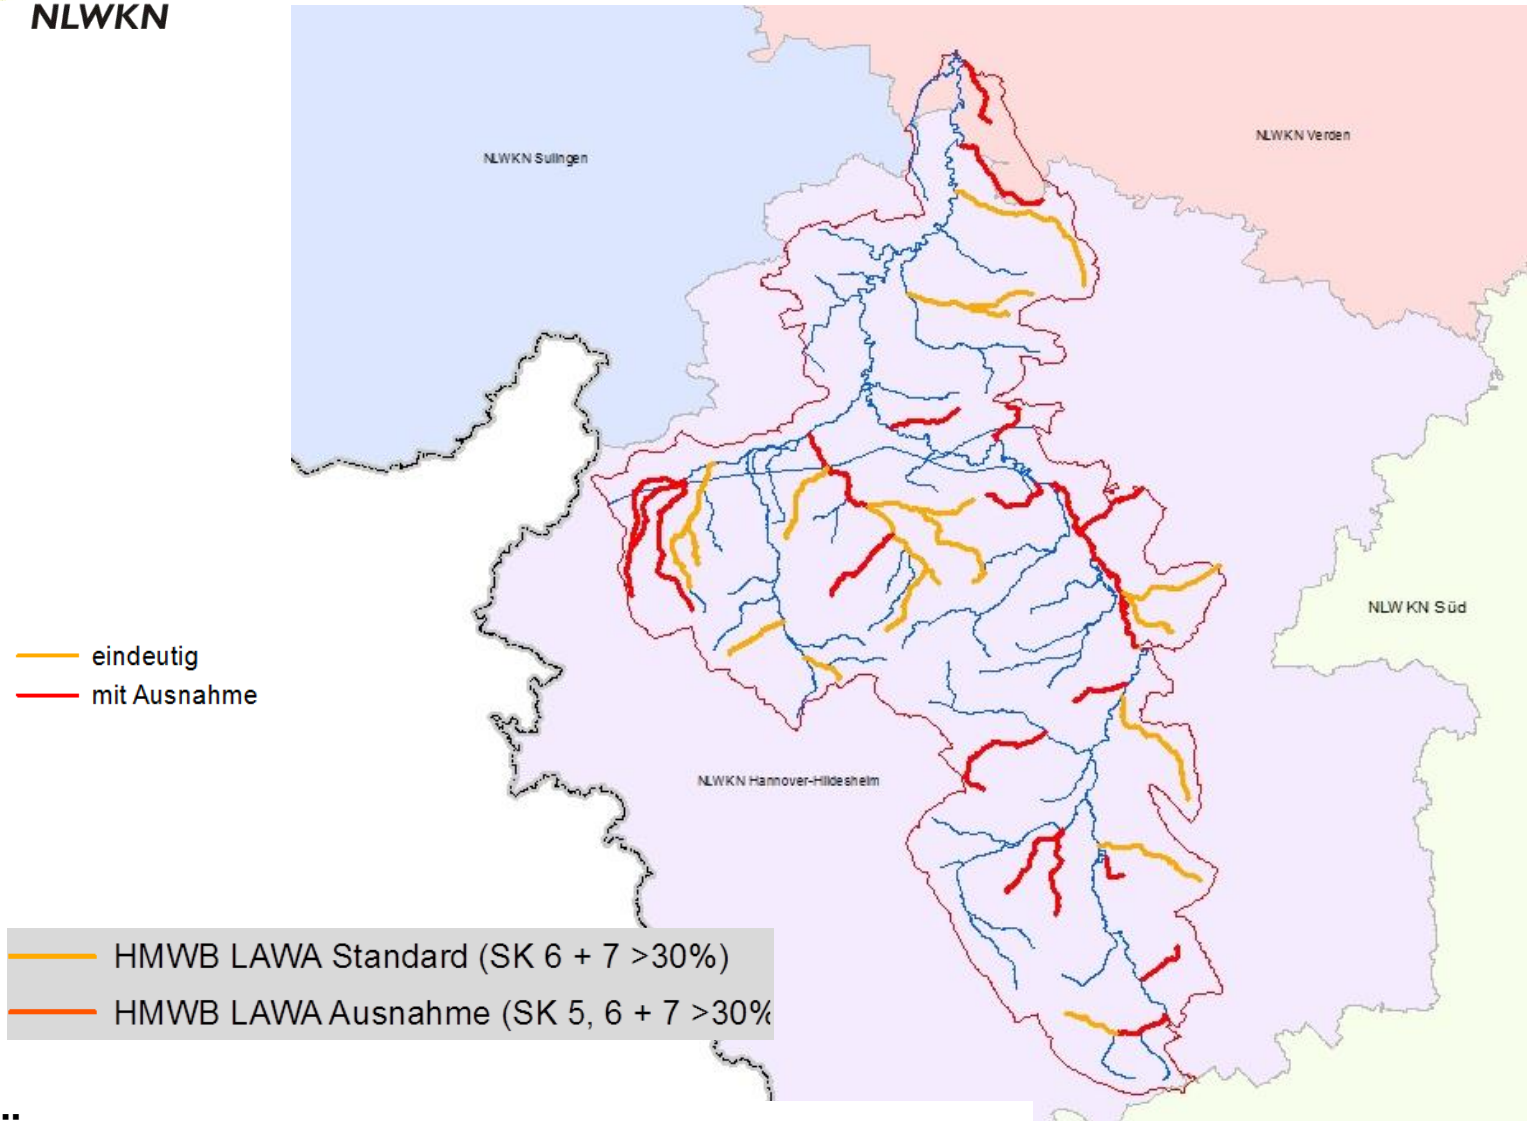 NLWKN
NLWKN Verden
NLWKN Sulingen
NLWKN Süd
eindeutig
mit Ausnahme
NLWKN Hannover-Hildesheim
HMWB LAWA Standard (SK 6 + 7 >30%)
HMWB LAWA Ausnahme (SK 5, 6 + 7 >30%